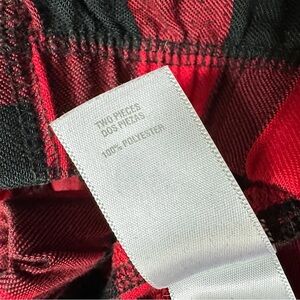 TWO PIECES
DOS PIEZAS
100% POLYESTER